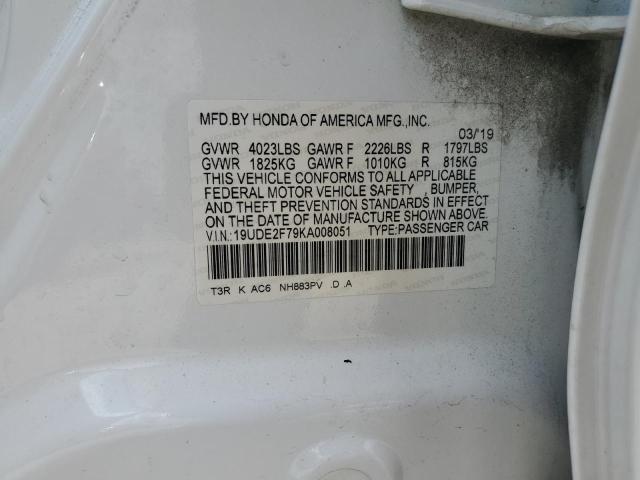 MFD.BY HONDA OF AMERICA MFG.,INC.
03/'19
GVWR 4023LBS GAWR F 2226LBS R 1797LBS
GVWR 1825KG GAWR F 1010KG R 815KG
THIS VEHICLE CONFORMS TO ALL APPLICABLE
FEDERAL MOTOR VEHICLE SAFETY , BUMPER,
AND THEFT PREVENTION STANDARDS IN EFFECT
ON THE DATE OF MANUFACTURE SHOWN ABOVE.
V.I.N.:19UDE2F79KA008051 TYPE:PASSENGER CAR
T3R K AC6 NH883PV .D .A